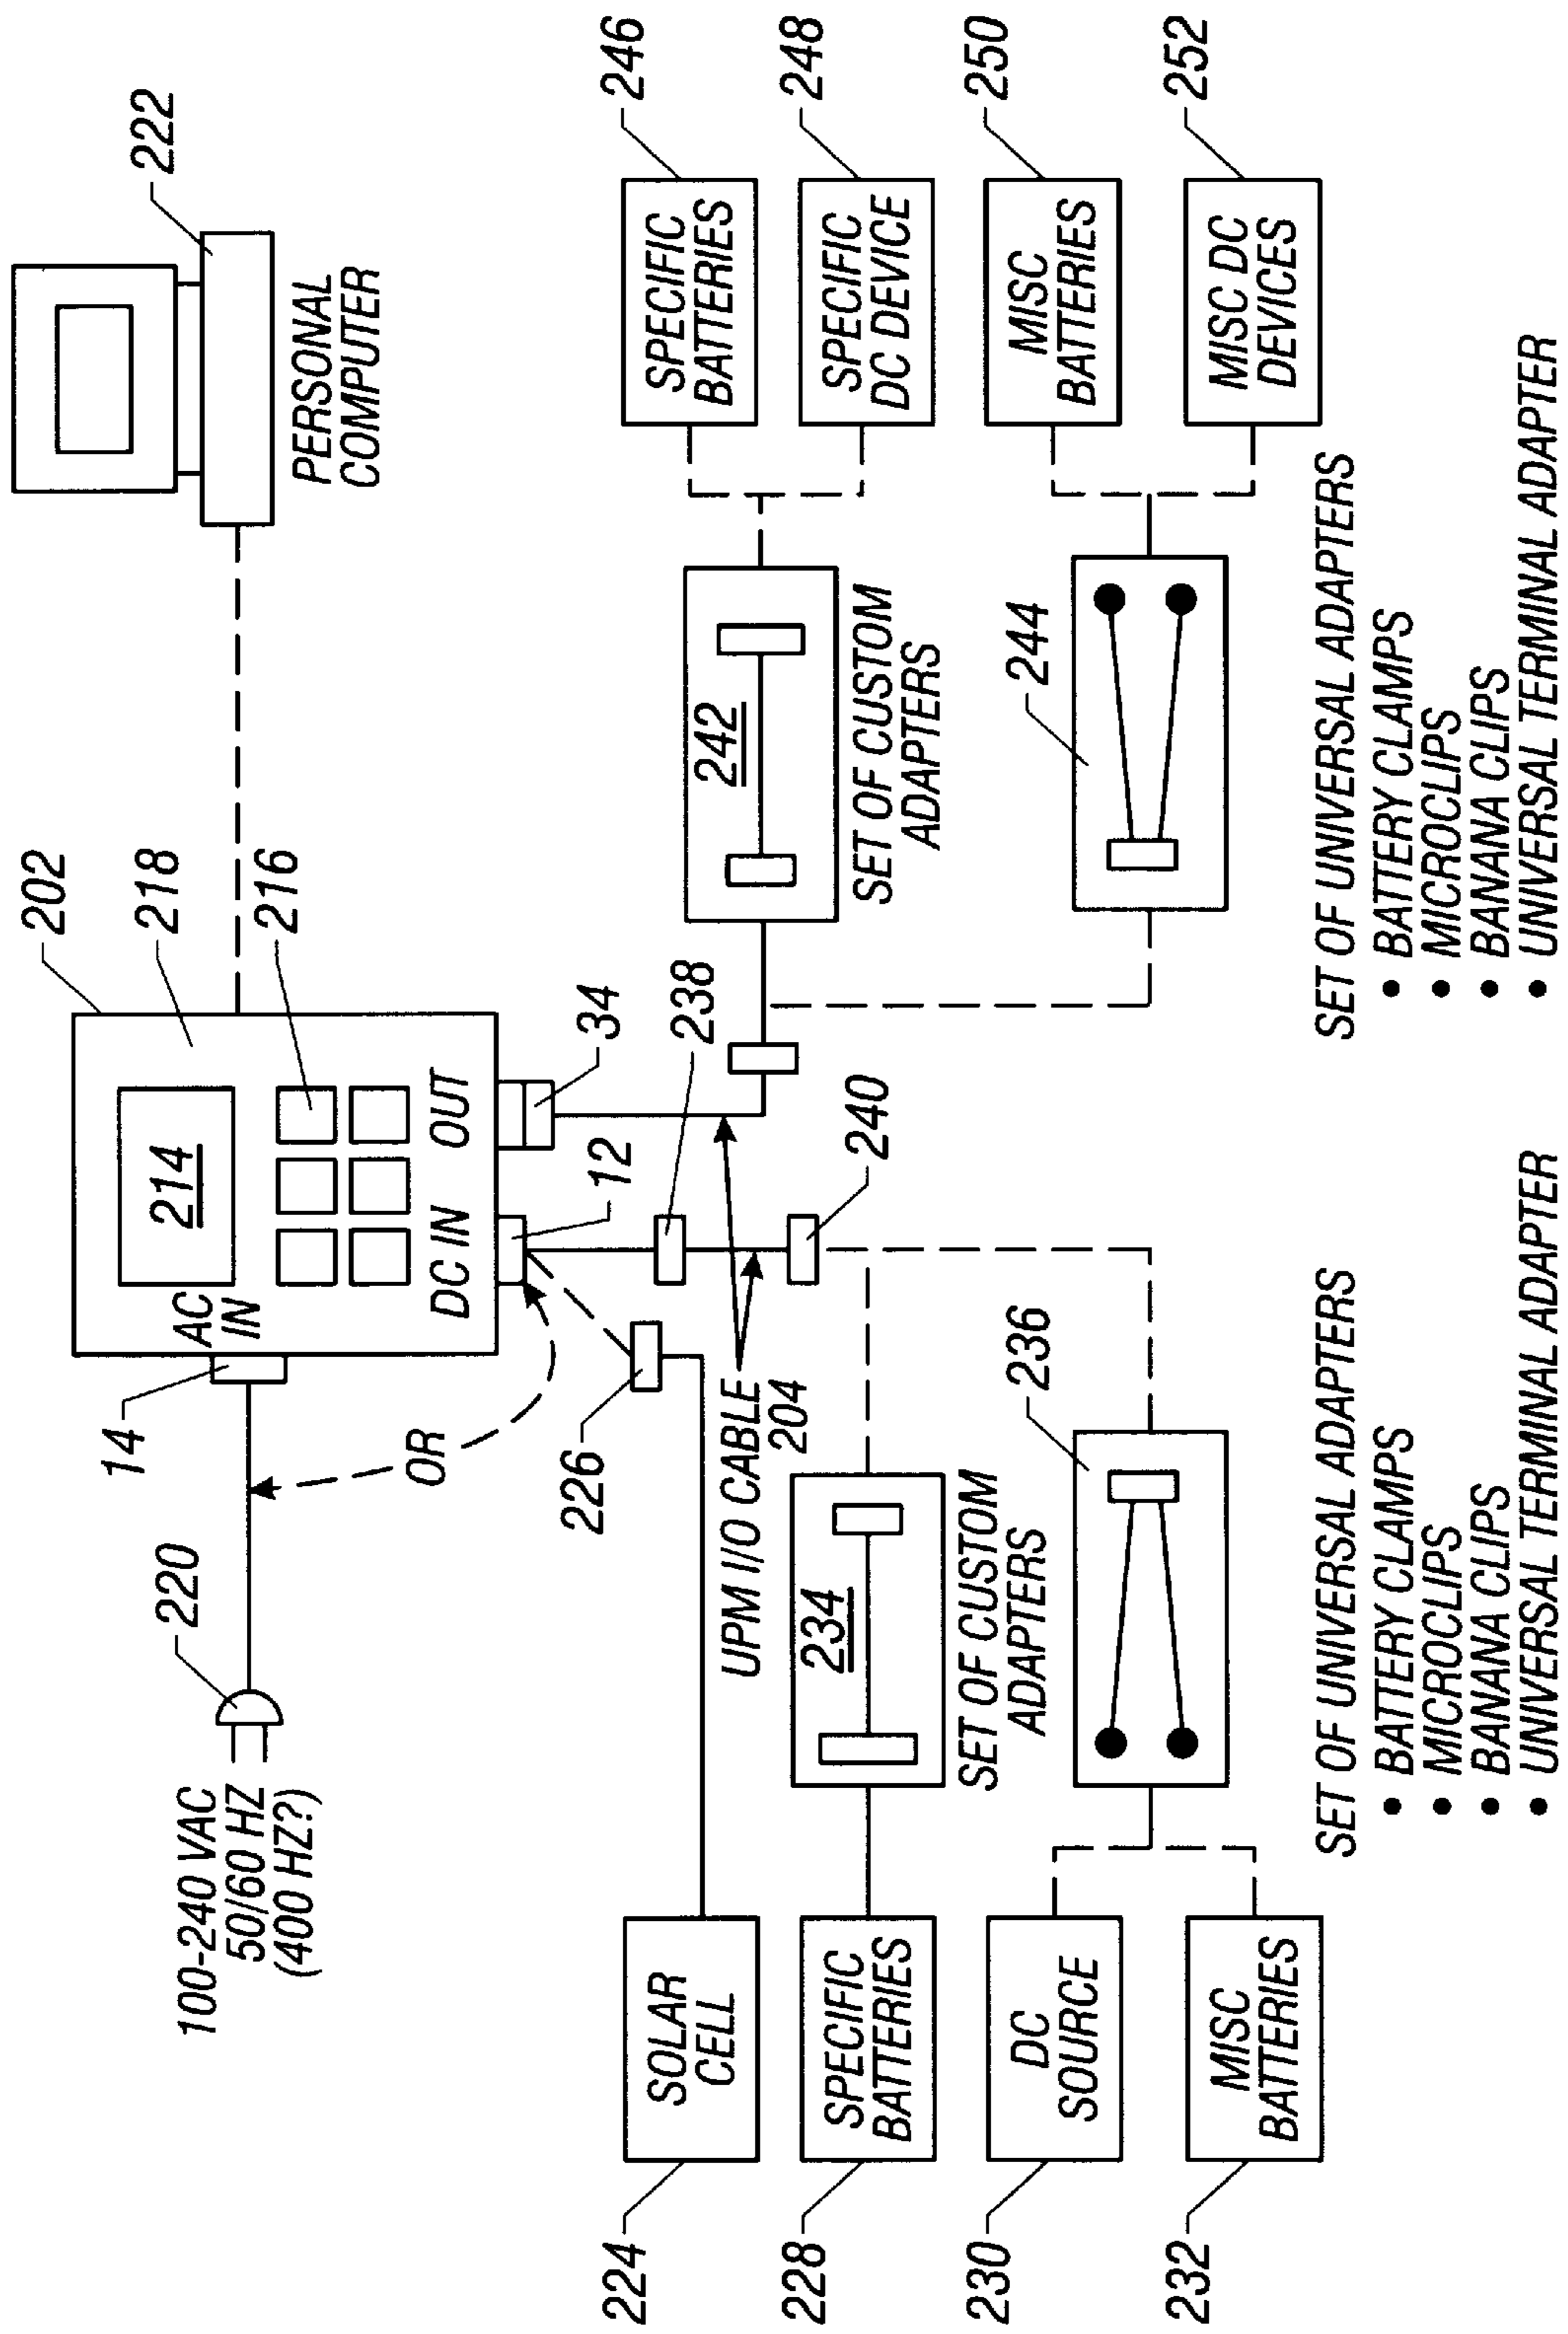 100-240 VAC
50/60 HZ
(400 HZ?)
220
14
AC
IN
OR
202
218
214
216
DC IN
OUT
12
34
222
PERSONAL
COMPUTER
224
SOLAR
CELL
226
UPM I/O CABLE
204
238
240
228
SPECIFIC
BATTERIES
234
SET OF CUSTOM
ADAPTERS
230
DC
SOURCE
232
MISC
BATTERIES
236
SET OF UNIVERSAL ADAPTERS
• BATTERY CLAMPS
• MICROCLIPS
• BANANA CLIPS
• UNIVERSAL TERMINAL ADAPTER
242
SET OF CUSTOM
ADAPTERS
244
SET OF UNIVERSAL ADAPTERS
• BATTERY CLAMPS
• MICROCLIPS
• BANANA CLIPS
• UNIVERSAL TERMINAL ADAPTER
SPECIFIC
BATTERIES
246
SPECIFIC
DC DEVICE
248
MISC
BATTERIES
250
MISC DC
DEVICES
252